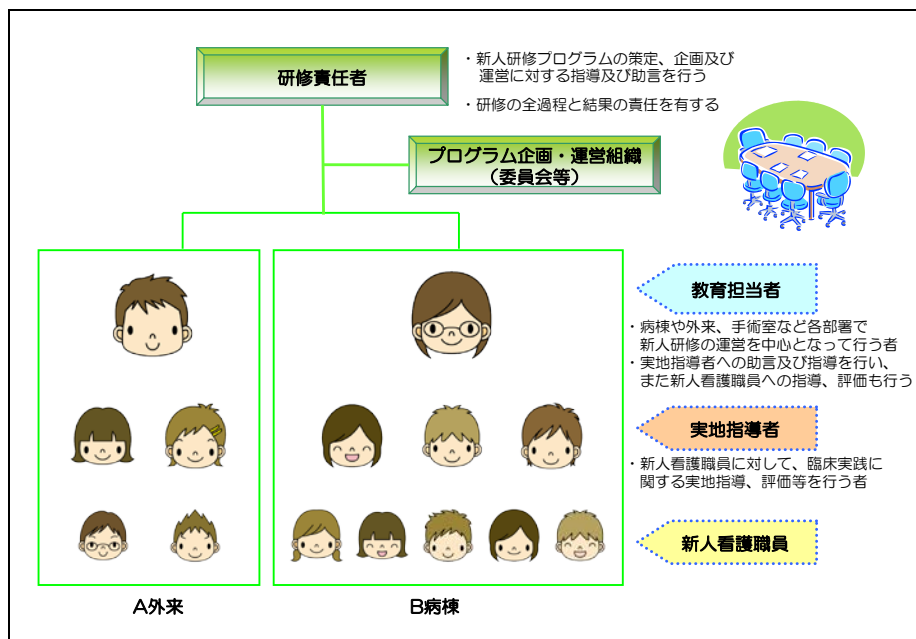 研修責任者
・新人研修プログラムの策定、企画及び
運営に対する指導及び助言を行う
・研修の全過程と結果の責任を有する
プログラム企画・運営組織
（委員会等）
教育担当者
・病棟や外来、手術室など各部署で
新人研修の運営を中心となって行う者
・実地指導者への助言及び指導を行い、
また新人看護職員への指導、評価も行う
実地指導者
・新人看護職員に対して、臨床実践に
関する実地指導、評価等を行う者
新人看護職員
A外来
B病棟